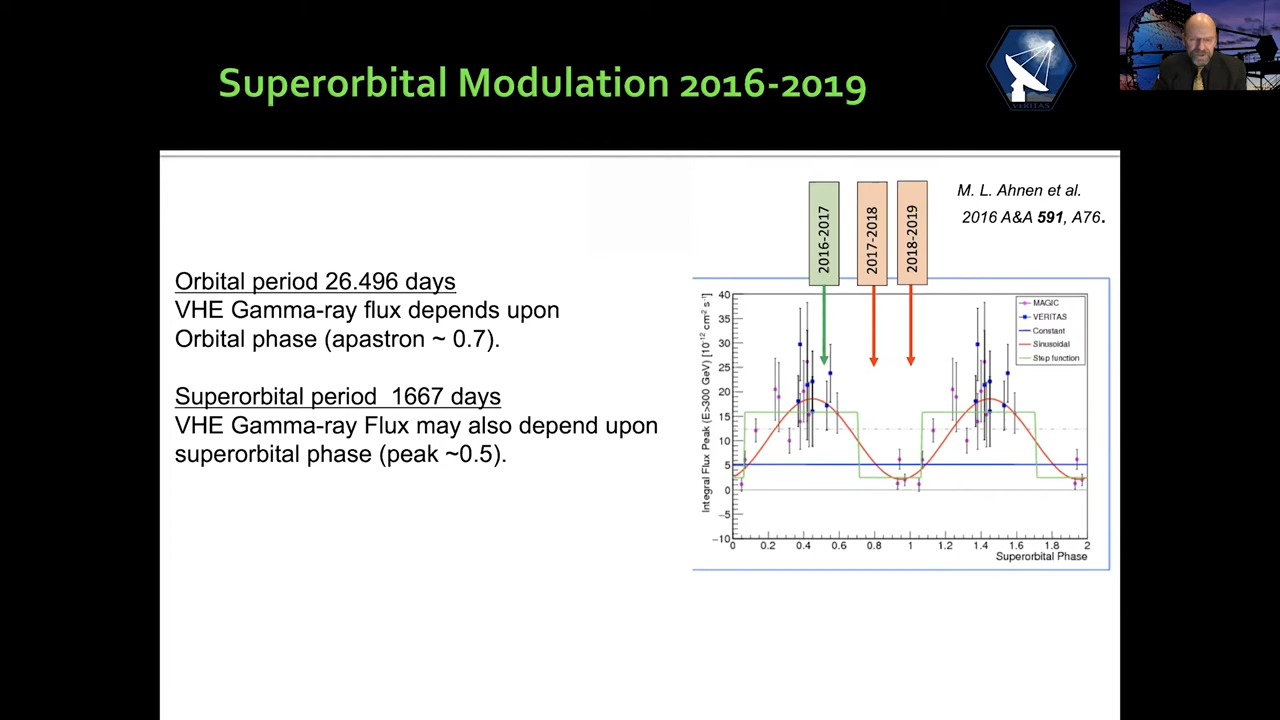 Superorbital Modulation 2016-2019
VERITAS
M. L. Ahnen et al.
2016 A&A 591, A76.
2016-2017
2017-2018
2018-2019
Orbital period 26.496 days
VHE Gamma-ray flux depends upon
Orbital phase (apastron ~ 0.7).
Superorbital period  1667 days
VHE Gamma-ray Flux may also depend upon
superorbital phase (peak ~0.5).
Integral Flux Peak (E>300 GeV) [10⁻¹² cm⁻² s⁻¹]
40
35
30
25
20
15
10
5
0
−5
−10
MAGIC
VERITAS
Constant
Sinusoidal
Step function
0 0.2 0.4 0.6 0.8 1 1.2 1.4 1.6 1.8 2
Superorbital Phase